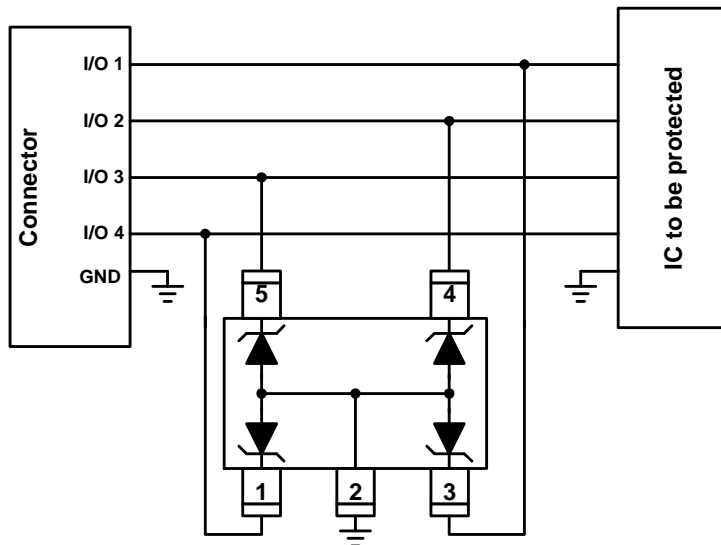 Connector
I/O 1
I/O 2
I/O 3
I/O 4
GND
IC to be protected
5
4
1
2
3